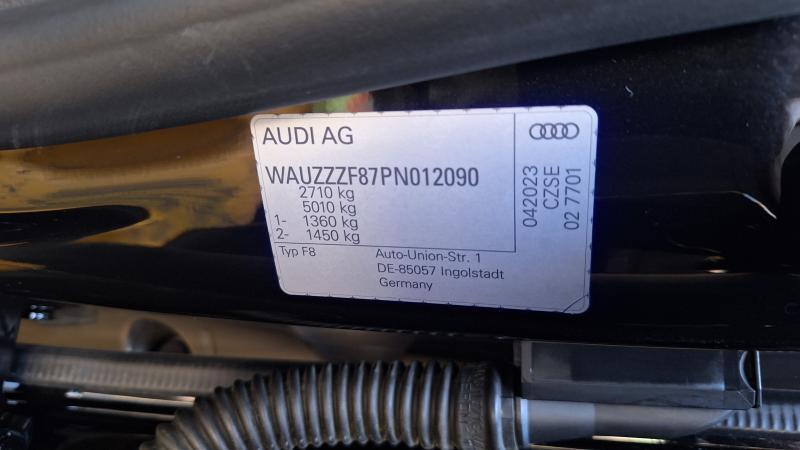 AUDI AG
WAUZZZF87PN012090
2710 kg
5010 kg
1- 1360 kg
2- 1450 kg
Typ F8
Auto-Union-Str. 1
DE-85057 Ingolstadt
Germany
042023
CZSE
02 7701